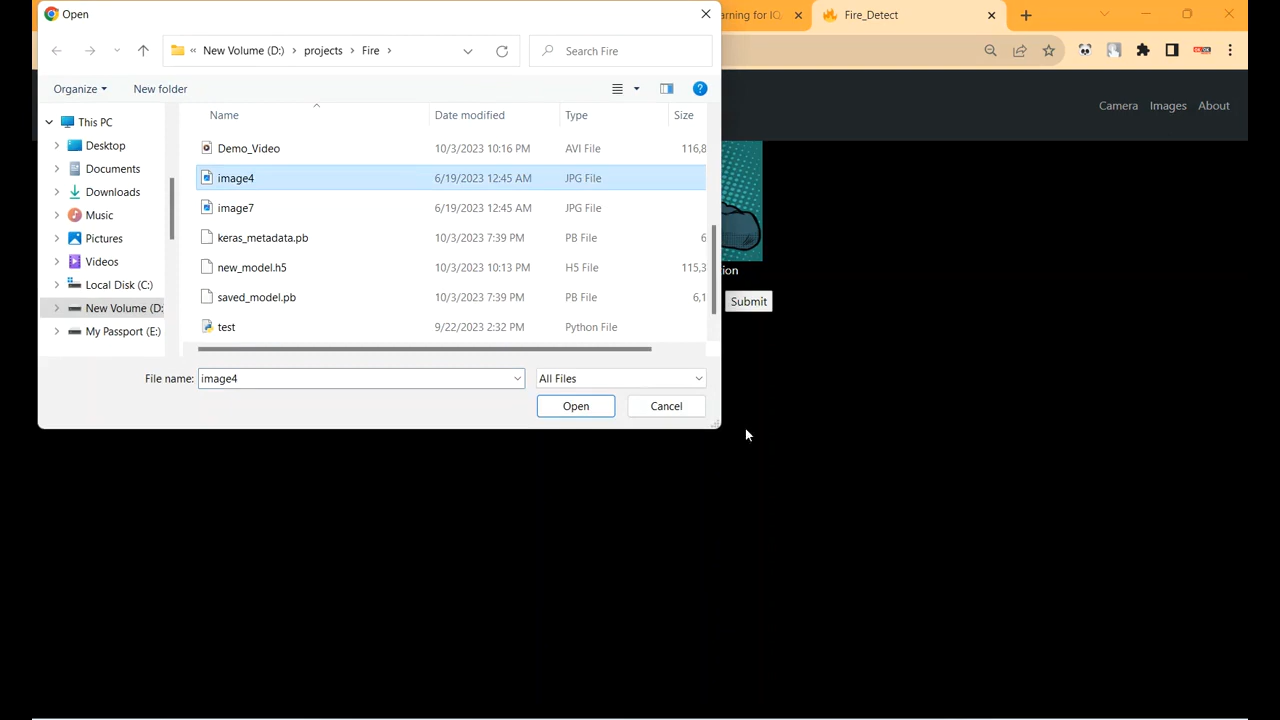 Open
arning for IC
Fire_Detect
« New Volume (D:) > projects > Fire >
Search Fire
Organize
New folder
Camera Images About
Name Date modified Type Size
This PC
Desktop
Documents
Downloads
Music
Pictures
Videos
Local Disk (C:)
New Volume (D:
My Passport (E:)
Demo_Video 10/3/2023 10:16 PM AVI File 116,8
image4 6/19/2023 12:45 AM JPG File
image7 6/19/2023 12:45 AM JPG File
keras_metadata.pb 10/3/2023 7:39 PM PB File 6
new_model.h5 10/3/2023 10:13 PM H5 File 115,3
saved_model.pb 10/3/2023 7:39 PM PB File 6,1
test 9/22/2023 2:32 PM Python File
ion
Submit
File name: image4
All Files
Open
Cancel